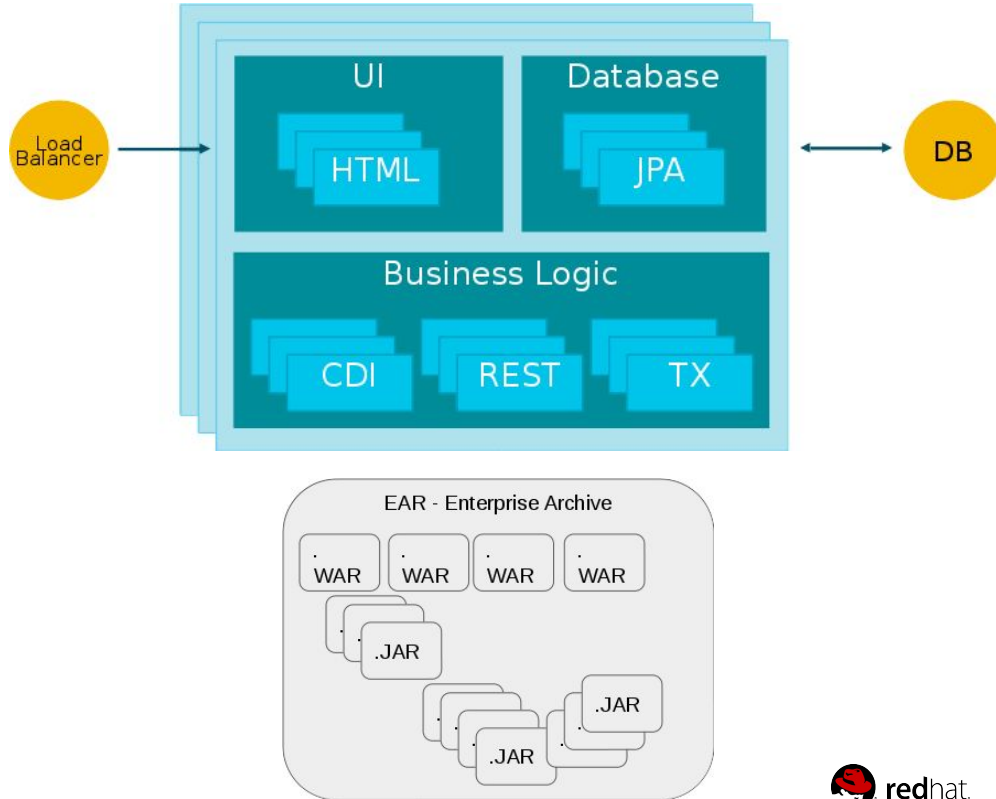 UI
Database
Load
Balancer
HTML
JPA
DB
Business Logic
CDI
REST
TX
EAR - Enterprise Archive
.
WAR
.
WAR
.
WAR
.
WAR
.JAR
.JAR
.JAR
redhat.